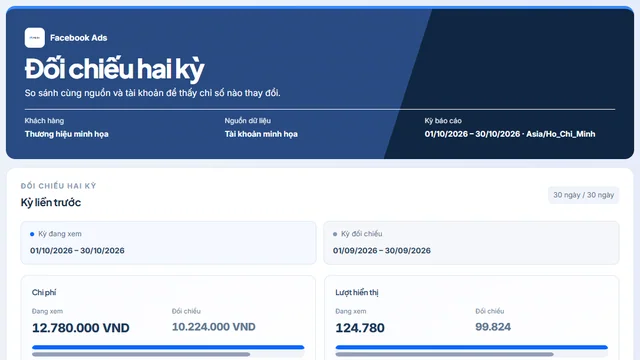 Facebook Ads
Đối chiếu hai kỳ
So sánh cùng nguồn và tài khoản để thấy chỉ số nào thay đổi.
Khách hàng
Nguồn dữ liệu
Kỳ báo cáo
Thương hiệu minh họa
Tài khoản minh họa
01/10/2026 – 30/10/2026 · Asia/Ho_Chi_Minh
ĐỐI CHIẾU HAI KỲ
Kỳ liền trước
30 ngày / 30 ngày
Kỳ đang xem
01/10/2026 – 30/10/2026
Kỳ đối chiếu
01/09/2026 – 30/09/2026
Chi phí
Đang xem
Đối chiếu
12.780.000 VND
10.224.000 VND
Lượt hiển thị
Đang xem
Đối chiếu
124.780
99.824